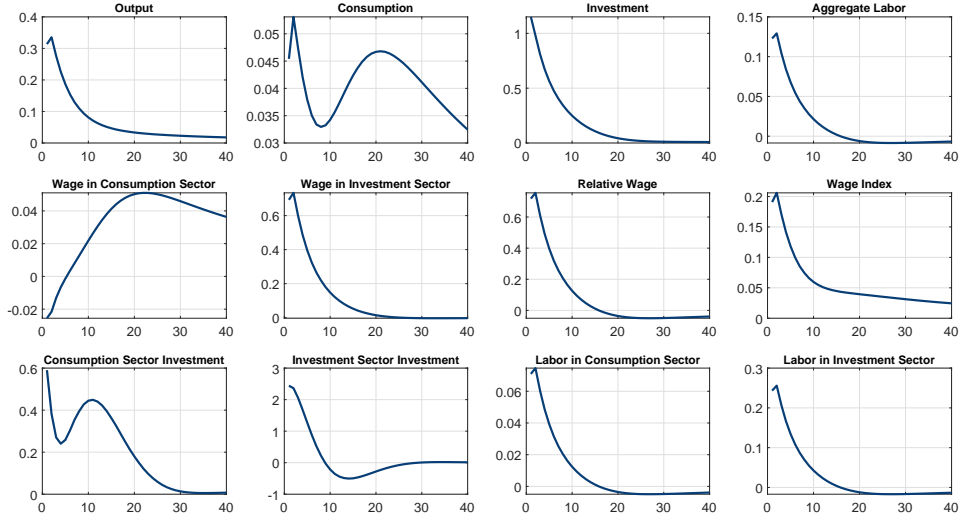 Output
Consumption
Investment
Aggregate Labor
0.4
0.3
0.2
0.1
0
0 10 20 30 40
0.05
0.045
0.04
0.035
0.03
0 10 20 30 40
1
0.5
0
0 10 20 30 40
0.15
0.1
0.05
0
0 10 20 30 40
Wage in Consumption Sector
Wage in Investment Sector
Relative Wage
Wage Index
0.04
0.02
0
-0.02
0 10 20 30 40
0.6
0.4
0.2
0
0 10 20 30 40
0.6
0.4
0.2
0
0 10 20 30 40
0.2
0.15
0.1
0.05
0
0 10 20 30 40
Consumption Sector Investment
Investment Sector Investment
Labor in Consumption Sector
Labor in Investment Sector
0.6
0.4
0.2
0
0 10 20 30 40
3
2
1
0
-1
0 10 20 30 40
0.06
0.04
0.02
0
0 10 20 30 40
0.3
0.2
0.1
0
0 10 20 30 40